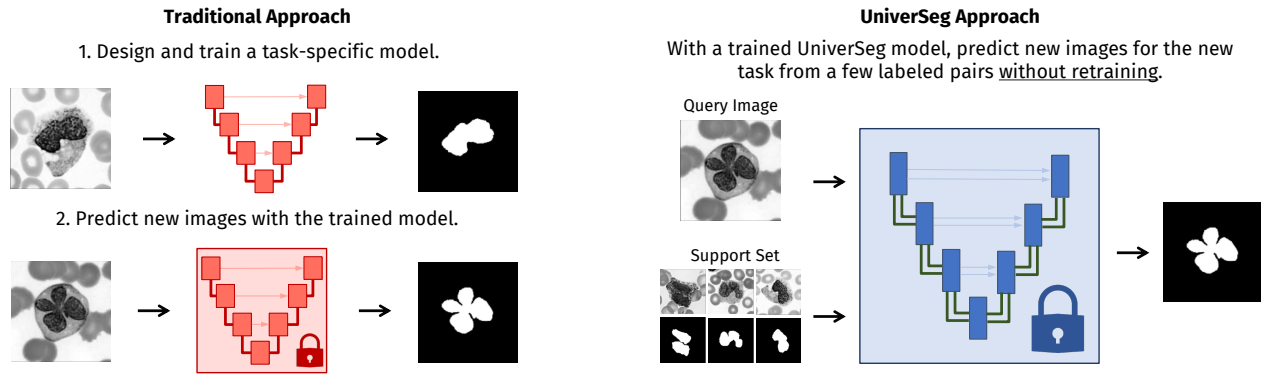 Traditional Approach
1. Design and train a task-specific model.
2. Predict new images with the trained model.
UniverSeg Approach
With a trained UniverSeg model, predict new images for the new
task from a few labeled pairs without retraining.
Query Image
Support Set